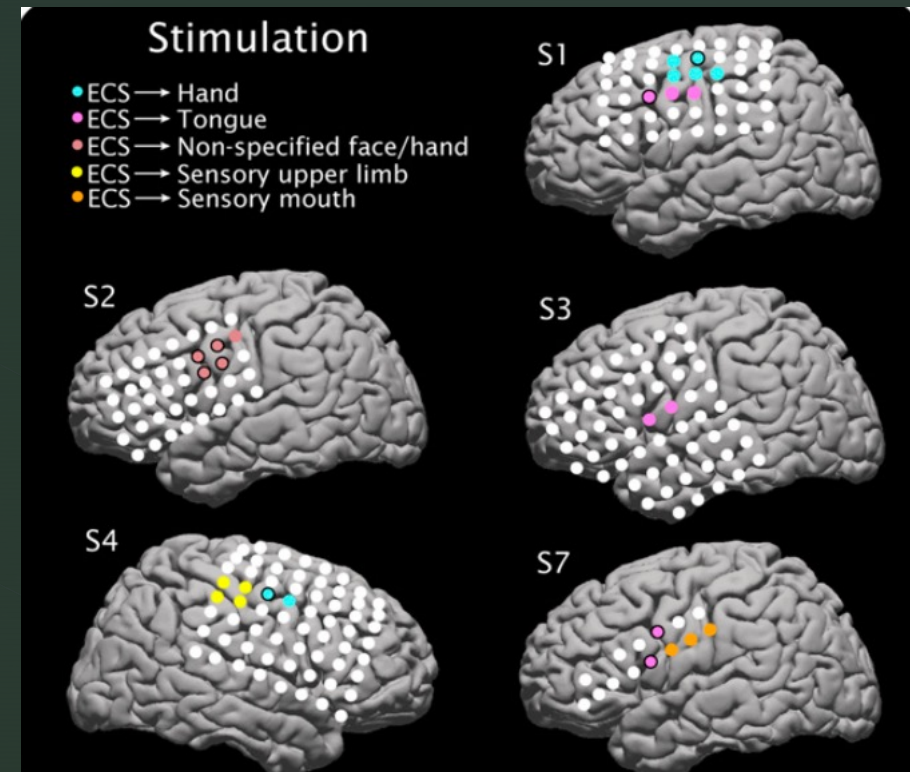 Stimulation
ECS → Hand
ECS → Tongue
ECS → Non-specified face/hand
ECS → Sensory upper limb
ECS → Sensory mouth
S1
S2
S3
S4
S7